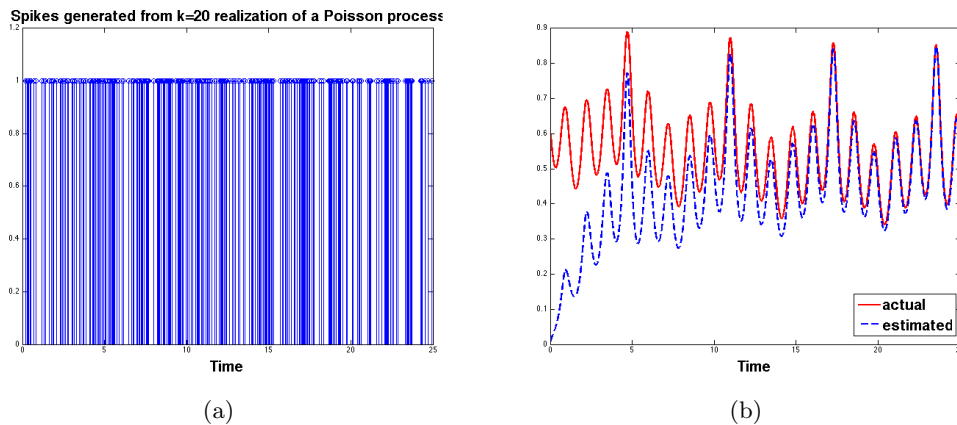 Spikes generated from k=20 realization of a Poisson process
1.2
1
0.8
0.6
0.4
0.2
0
0 5 10 15 20 25
Time
(a)
0.9
0.8
0.7
0.6
0.5
0.4
0.3
0.2
0.1
0
0 5 10 15 20 25
actual
estimated
Time
(b)